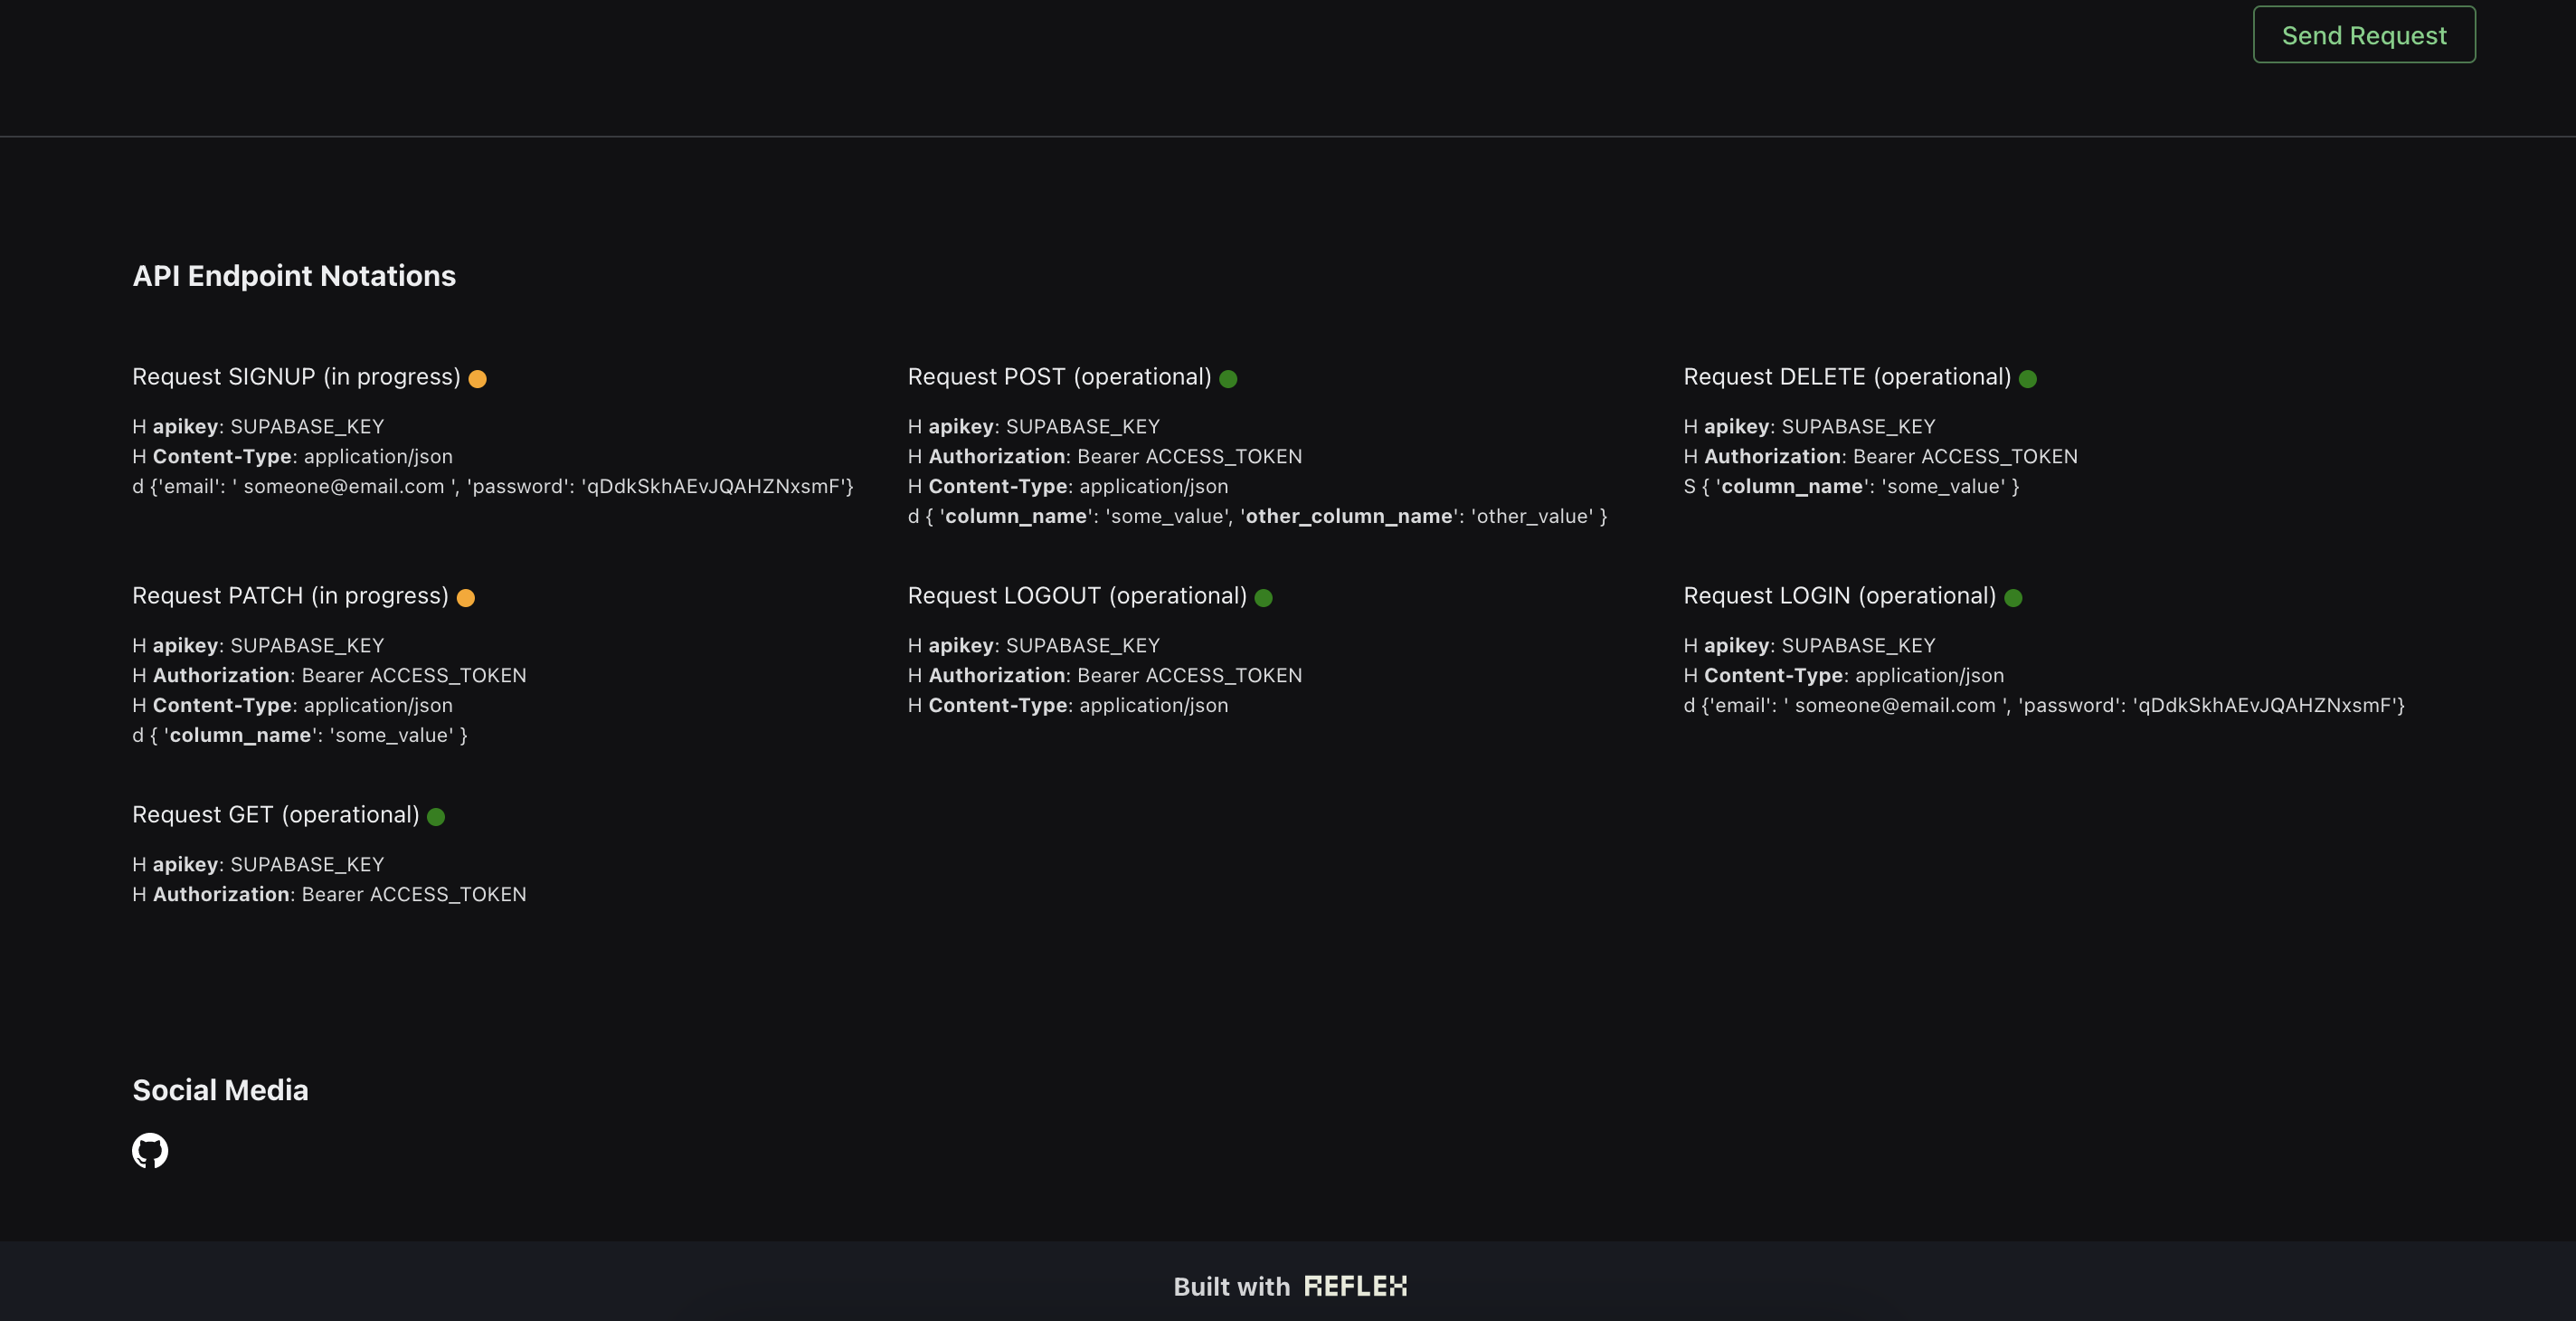 Send Request
API Endpoint Notations
Request SIGNUP (in progress)
H apikey: SUPABASE_KEY
H Content-Type: application/json
d {'email': ' someone@email.com ', 'password': 'qDdkSkhAEvJQAHZNxsmF'}
Request POST (operational)
H apikey: SUPABASE_KEY
H Authorization: Bearer ACCESS_TOKEN
H Content-Type: application/json
d { 'column_name': 'some_value', 'other_column_name': 'other_value' }
Request DELETE (operational)
H apikey: SUPABASE_KEY
H Authorization: Bearer ACCESS_TOKEN
S { 'column_name': 'some_value' }
Request PATCH (in progress)
H apikey: SUPABASE_KEY
H Authorization: Bearer ACCESS_TOKEN
H Content-Type: application/json
d { 'column_name': 'some_value' }
Request LOGOUT (operational)
H apikey: SUPABASE_KEY
H Authorization: Bearer ACCESS_TOKEN
H Content-Type: application/json
Request LOGIN (operational)
H apikey: SUPABASE_KEY
H Content-Type: application/json
d {'email': ' someone@email.com ', 'password': 'qDdkSkhAEvJQAHZNxsmF'}
Request GET (operational)
H apikey: SUPABASE_KEY
H Authorization: Bearer ACCESS_TOKEN
Social Media
Built with REFLEX